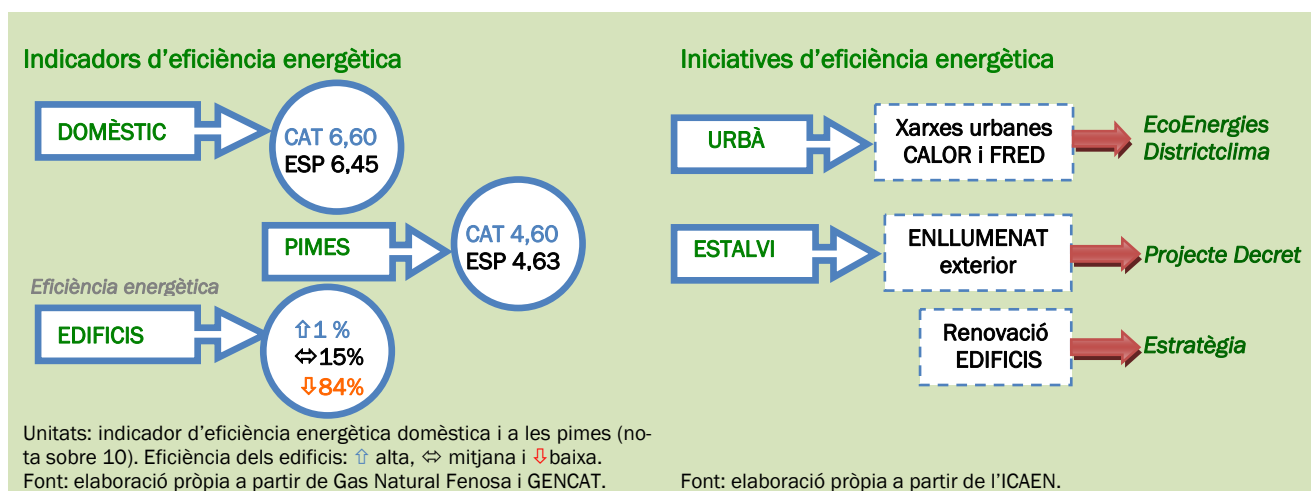 Indicadors d'eficiència energètica
DOMÈSTIC
CAT 6,60
ESP 6,45
PIMES
CAT 4,60
ESP 4,63
Eficiència energètica
EDIFICIS
⇧1 %
⬄15%
⇩84%
Unitats: indicador d'eficiència energètica domèstica i a les pimes (no-
ta sobre 10). Eficiència dels edificis: ⇧ alta, ⬄ mitjana i ⇩baixa.
Font: elaboració pròpia a partir de Gas Natural Fenosa i GENCAT.
Iniciatives d'eficiència energètica
URBÀ
Xarxes urbanes
CALOR i FRED
EcoEnergies
Districtclima
ESTALVI
ENLLUMENAT
exterior
Projecte Decret
Renovació
EDIFICIS
Estratègia
Font: elaboració pròpia a partir de l'ICAEN.